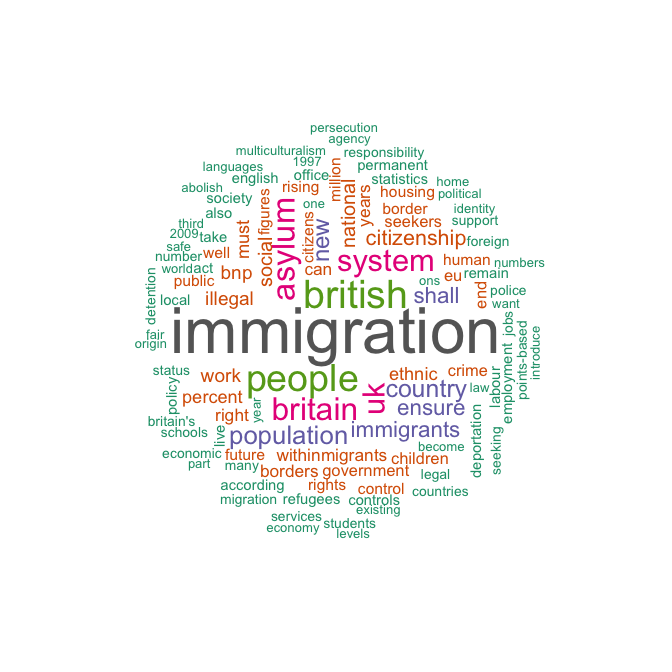 persecution
agency
multiculturalism
responsibility
1997
languages
permanent
office
million
english
rising
statistics
home
abolish
society
figures
one
national
years
housing
political
also
citizens
new
border
identity
third
must
social
asylum
seekers
support
2009
take
citizenship
foreign
safe
well
system
number
human
numbers
world
act
bnp
can
eu
remain
detention
public
ons
police
british
shall
end
want
local
illegal
immigration
jobs
fair
origin
points-based
introduce
employment
status
work
people
ethnic
crime
labour
policy
percent
country
law
uk
year
britain
ensure
britain's
right
schools
live
population
immigrants
deportation
seeking
economic
future
within
migrants
become
part
many
children
borders
government
legal
according
rights
control
countries
migration
refugees
controls
existing
services
students
economy
levels